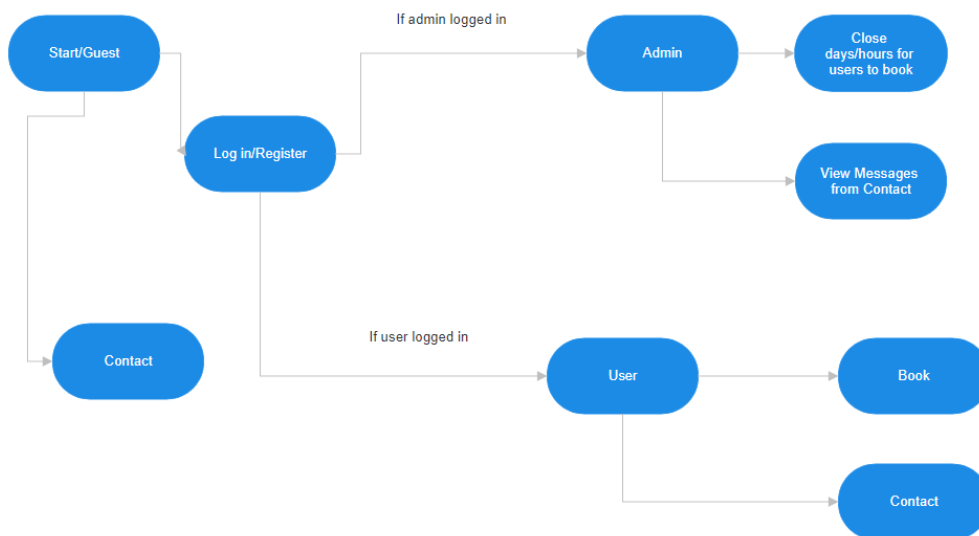 If admin logged in
Start/Guest
Admin
Close
days/hours for
users to book
Log in/Register
View Messages
from Contact
If user logged in
Contact
User
Book
Contact